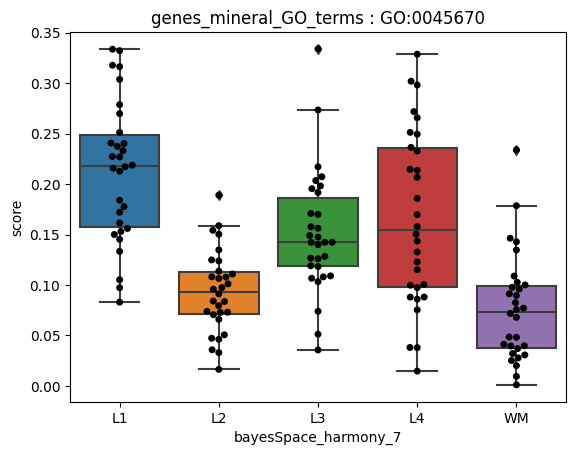 genes_mineral_GO_terms : GO:0045670
0.35
0.30
0.25
0.20
0.15
0.10
0.05
0.00
score
L1 L2 L3 L4 WM
bayesSpace_harmony_7